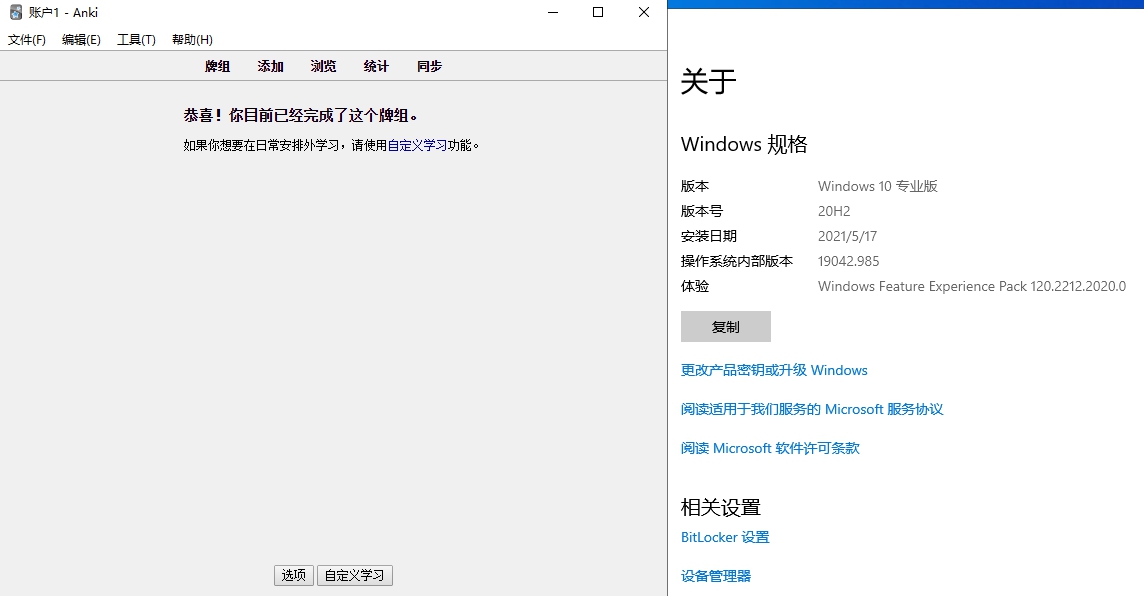 账户1 - Anki
文件(F) 编辑(E) 工具(T) 帮助(H)
牌组 添加 浏览 统计 同步
恭喜！你目前已经完成了这个牌组。
如果你想要在日常安排外学习，请使用自定义学习功能。
选项 自定义学习
关于
Windows 规格
版本 Windows 10 专业版
版本号 20H2
安装日期 2021/5/17
操作系统内部版本 19042.985
体验 Windows Feature Experience Pack 120.2212.2020.0
复制
更改产品密钥或升级 Windows
阅读适用于我们服务的 Microsoft 服务协议
阅读 Microsoft 软件许可条款
相关设置
BitLocker 设置
设备管理器